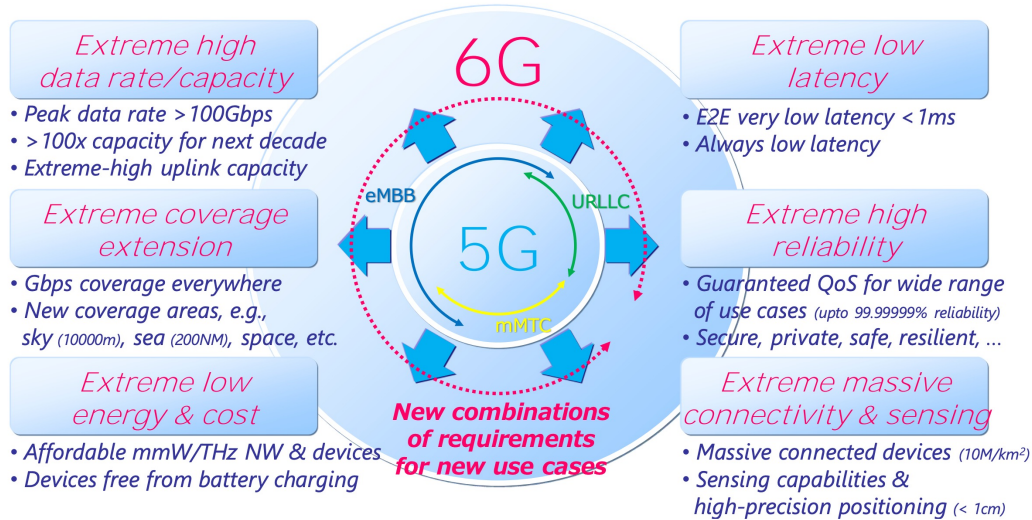 Extreme high
data rate/capacity
• Peak data rate >100Gbps
• >100x capacity for next decade
• Extreme-high uplink capacity
Extreme coverage
extension
• Gbps coverage everywhere
• New coverage areas, e.g.,
sky (10000m), sea (200NM), space, etc.
Extreme low
energy & cost
• Affordable mmW/THz NW & devices
• Devices free from battery charging
6G
eMBB
URLLC
5G
mMTC
New combinations
of requirements
for new use cases
Extreme low
latency
• E2E very low latency <1ms
• Always low latency
Extreme high
reliability
• Guaranteed QoS for wide range
of use cases (upto 99.99999% reliability)
• Secure, private, safe, resilient, ...
Extreme massive
connectivity & sensing
• Massive connected devices (10M/km²)
• Sensing capabilities &
high-precision positioning (< 1cm)